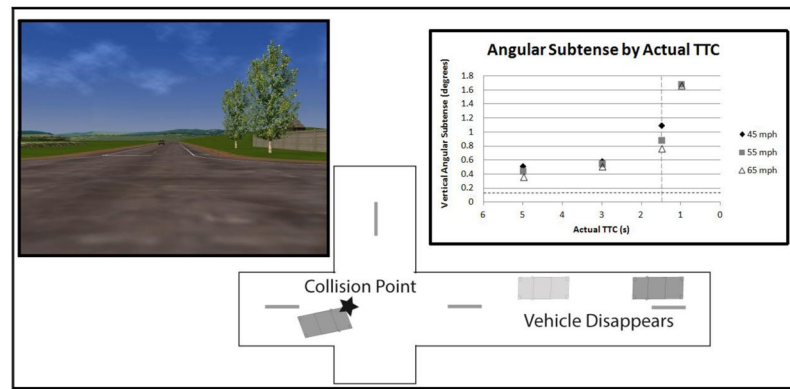 Angular Subtense by Actual TTC
Vertical Angular Subtense (degrees)
1.8
1.6
1.4
1.2
1
0.8
0.6
0.4
0.2
0
6 5 4 3 2 1 0
Actual TTC (s)
45 mph
55 mph
65 mph
Collision Point
Vehicle Disappears